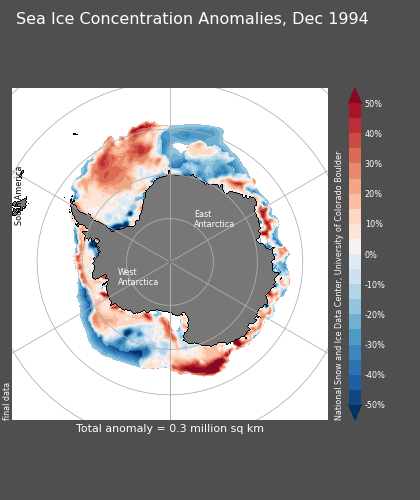 Sea Ice Concentration Anomalies, Dec 1994
South America
East
Antarctica
West
Antarctica
50%
40%
30%
20%
10%
0%
-10%
-20%
-30%
-40%
-50%
National Snow and Ice Data Center, University of Colorado Boulder
final data
Total anomaly = 0.3 million sq km